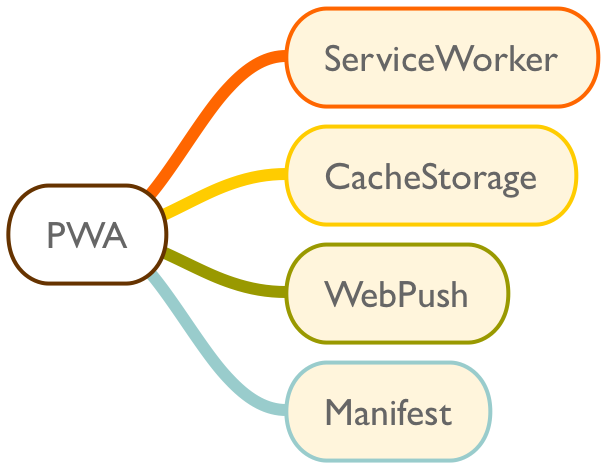 ServiceWorker
CacheStorage
PWA
WebPush
Manifest